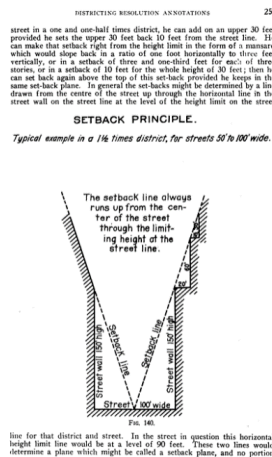 DISTRICTING RESOLUTION ANNOTATIONS 25
street in a one and one-half times district, he can add on an upper 30 fee
provided he sets the upper 30 feet back 10 feet from the street line. H
can make that setback right from the height limit in the form of a mansar
which would slope back in a ratio of one foot horizontally to three fee
vertically, or in a setback of three and one-third feet for each of thre
stories, or in a setback of 10 feet for the whole height of 30 feet; then h
can set back again above the top of this set-back provided he keeps in th
same set-back plane. In general the set-backs might be determined by a lin
drawn from the centre of the street up through the horizontal line in th
street wall on the street line at the level of the height limit on the stree
SETBACK PRINCIPLE.
Typical example in a 1½ times district, for streets 50' to 100' wide.
The setback line always
runs up from the cen-
ter of the street
through the limit-
ing height at the
street line.
Street wall 150' high
Setback line
Setback line
Street wall 150' high
Street 100' wide
FIG. 140.
line for that district and street. In the street in question this horizonta
height limit line would be at a level of 90 feet. These two lines would
determine a plane which might be called a setback plane, and no portion